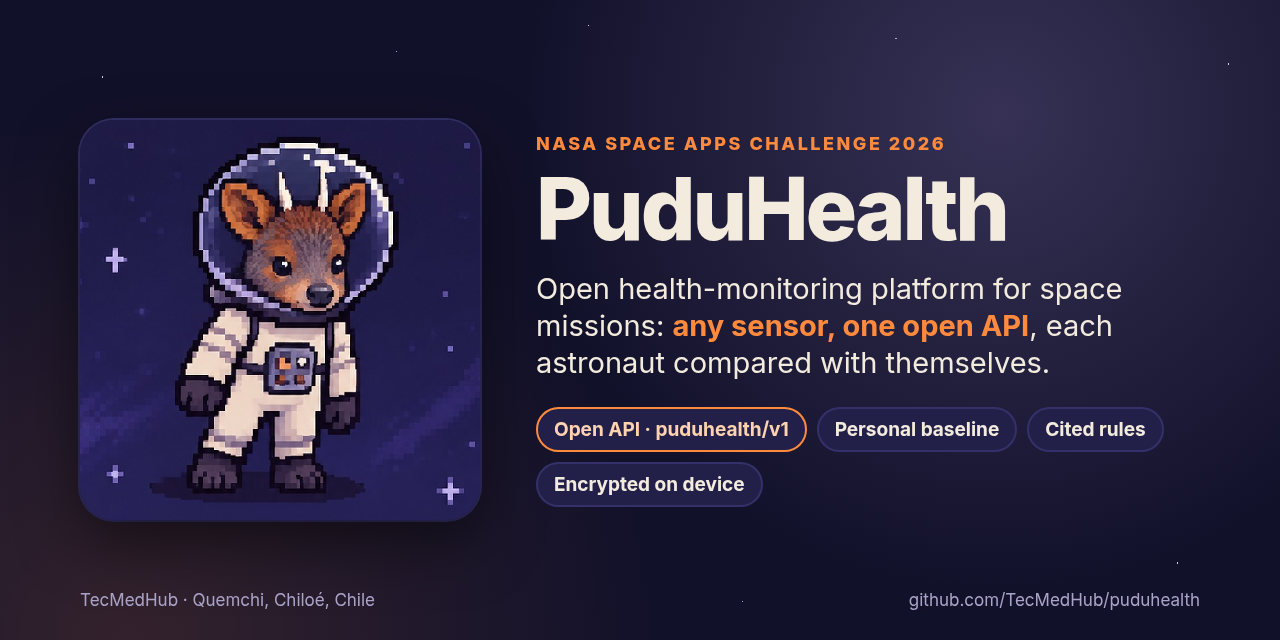 NASA SPACE APPS CHALLENGE 2026
PuduHealth
Open health-monitoring platform for space
missions: any sensor, one open API, each
astronaut compared with themselves.
Open API · puduhealth/v1
Personal baseline
Cited rules
Encrypted on device
TecMedHub · Quemchi, Chiloé, Chile
github.com/TecMedHub/puduhealth